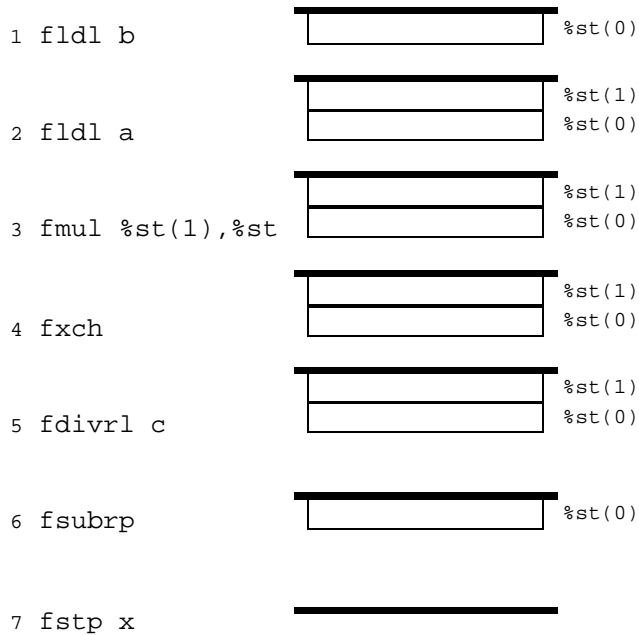 1 fldl b
%st(0)
%st(1)
2 fldl a
%st(0)
%st(1)
3 fmul %st(1),%st
%st(0)
%st(1)
4 fxch
%st(0)
%st(1)
5 fdivrl c
%st(0)
6 fsubrp
%st(0)
7 fstp x